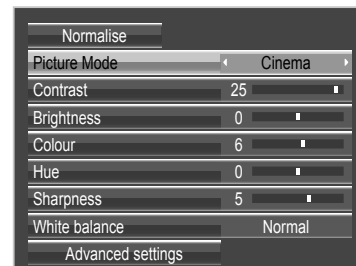 Normalise
Picture Mode Cinema
Contrast 25
Brightness 0
Colour 6
Hue 0
Sharpness 5
White balance Normal
Advanced settings